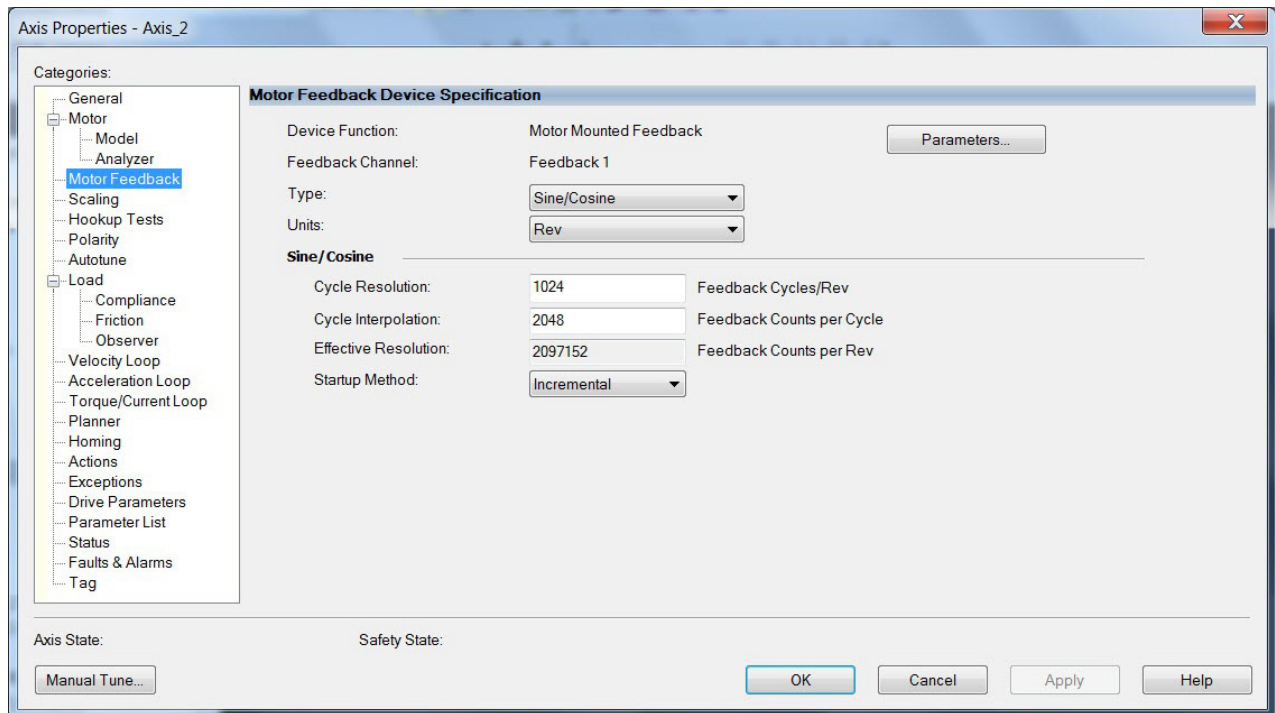 Axis Properties - Axis_2
X
Categories:
General
Motor
Model
Analyzer
Motor Feedback
Scaling
Hookup Tests
Polarity
Autotune
Load
Compliance
Friction
Observer
Velocity Loop
Acceleration Loop
Torque/Current Loop
Planner
Homing
Actions
Exceptions
Drive Parameters
Parameter List
Status
Faults & Alarms
Tag
Motor Feedback Device Specification
Device Function: Motor Mounted Feedback Parameters...
Feedback Channel: Feedback 1
Type: Sine/Cosine
Units: Rev
Sine/Cosine
Cycle Resolution: 1024 Feedback Cycles/Rev
Cycle Interpolation: 2048 Feedback Counts per Cycle
Effective Resolution: 2097152 Feedback Counts per Rev
Startup Method: Incremental
Axis State: Safety State:
Manual Tune... OK Cancel Apply Help